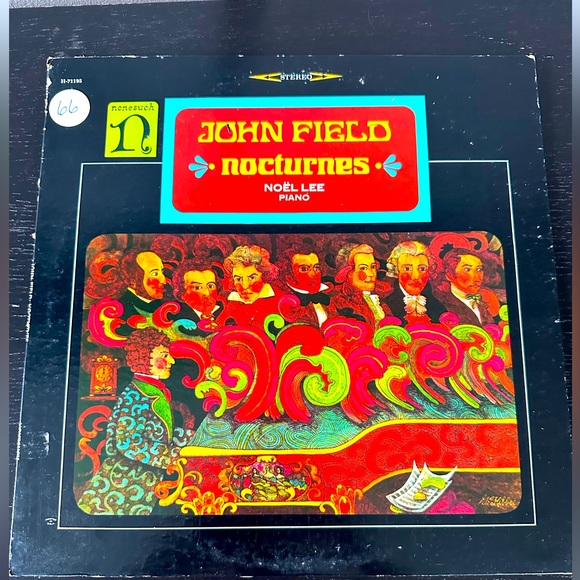 STEREO
H-71195
66
nonesuch
n
JOHN FIELD
nocturnes
NOËL LEE
PIANO